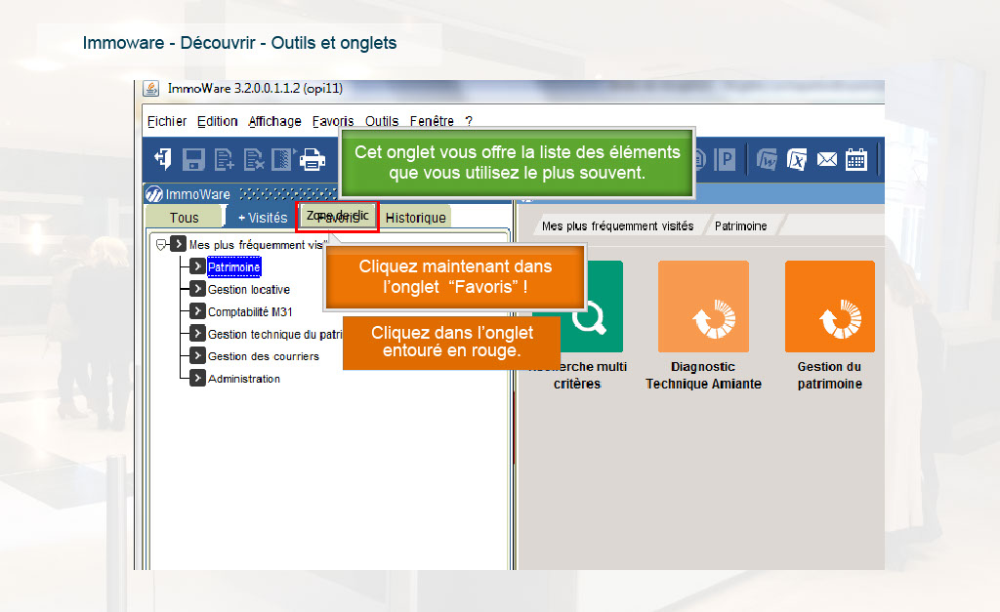 Immoware - Découvrir - Outils et onglets
ImmoWare 3.2.0.0.1.1.2 (opi11)
Fichier Edition Affichage Favoris Outils Fenêtre ?
Cet onglet vous offre la liste des éléments
que vous utilisez le plus souvent.
ImmoWare
Tous + Visités Favoris Historique
Zone de clic
Mes plus fréquemment visités Patrimoine
Mes plus fréquemment vis
Patrimoine
Gestion locative
Comptabilité M31
Gestion technique du patri
Gestion des courriers
Administration
Cliquez maintenant dans
l'onglet "Favoris" !
Cliquez dans l'onglet
entouré en rouge.
Recherche multi
critères
Diagnostic
Technique Amiante
Gestion du
patrimoine